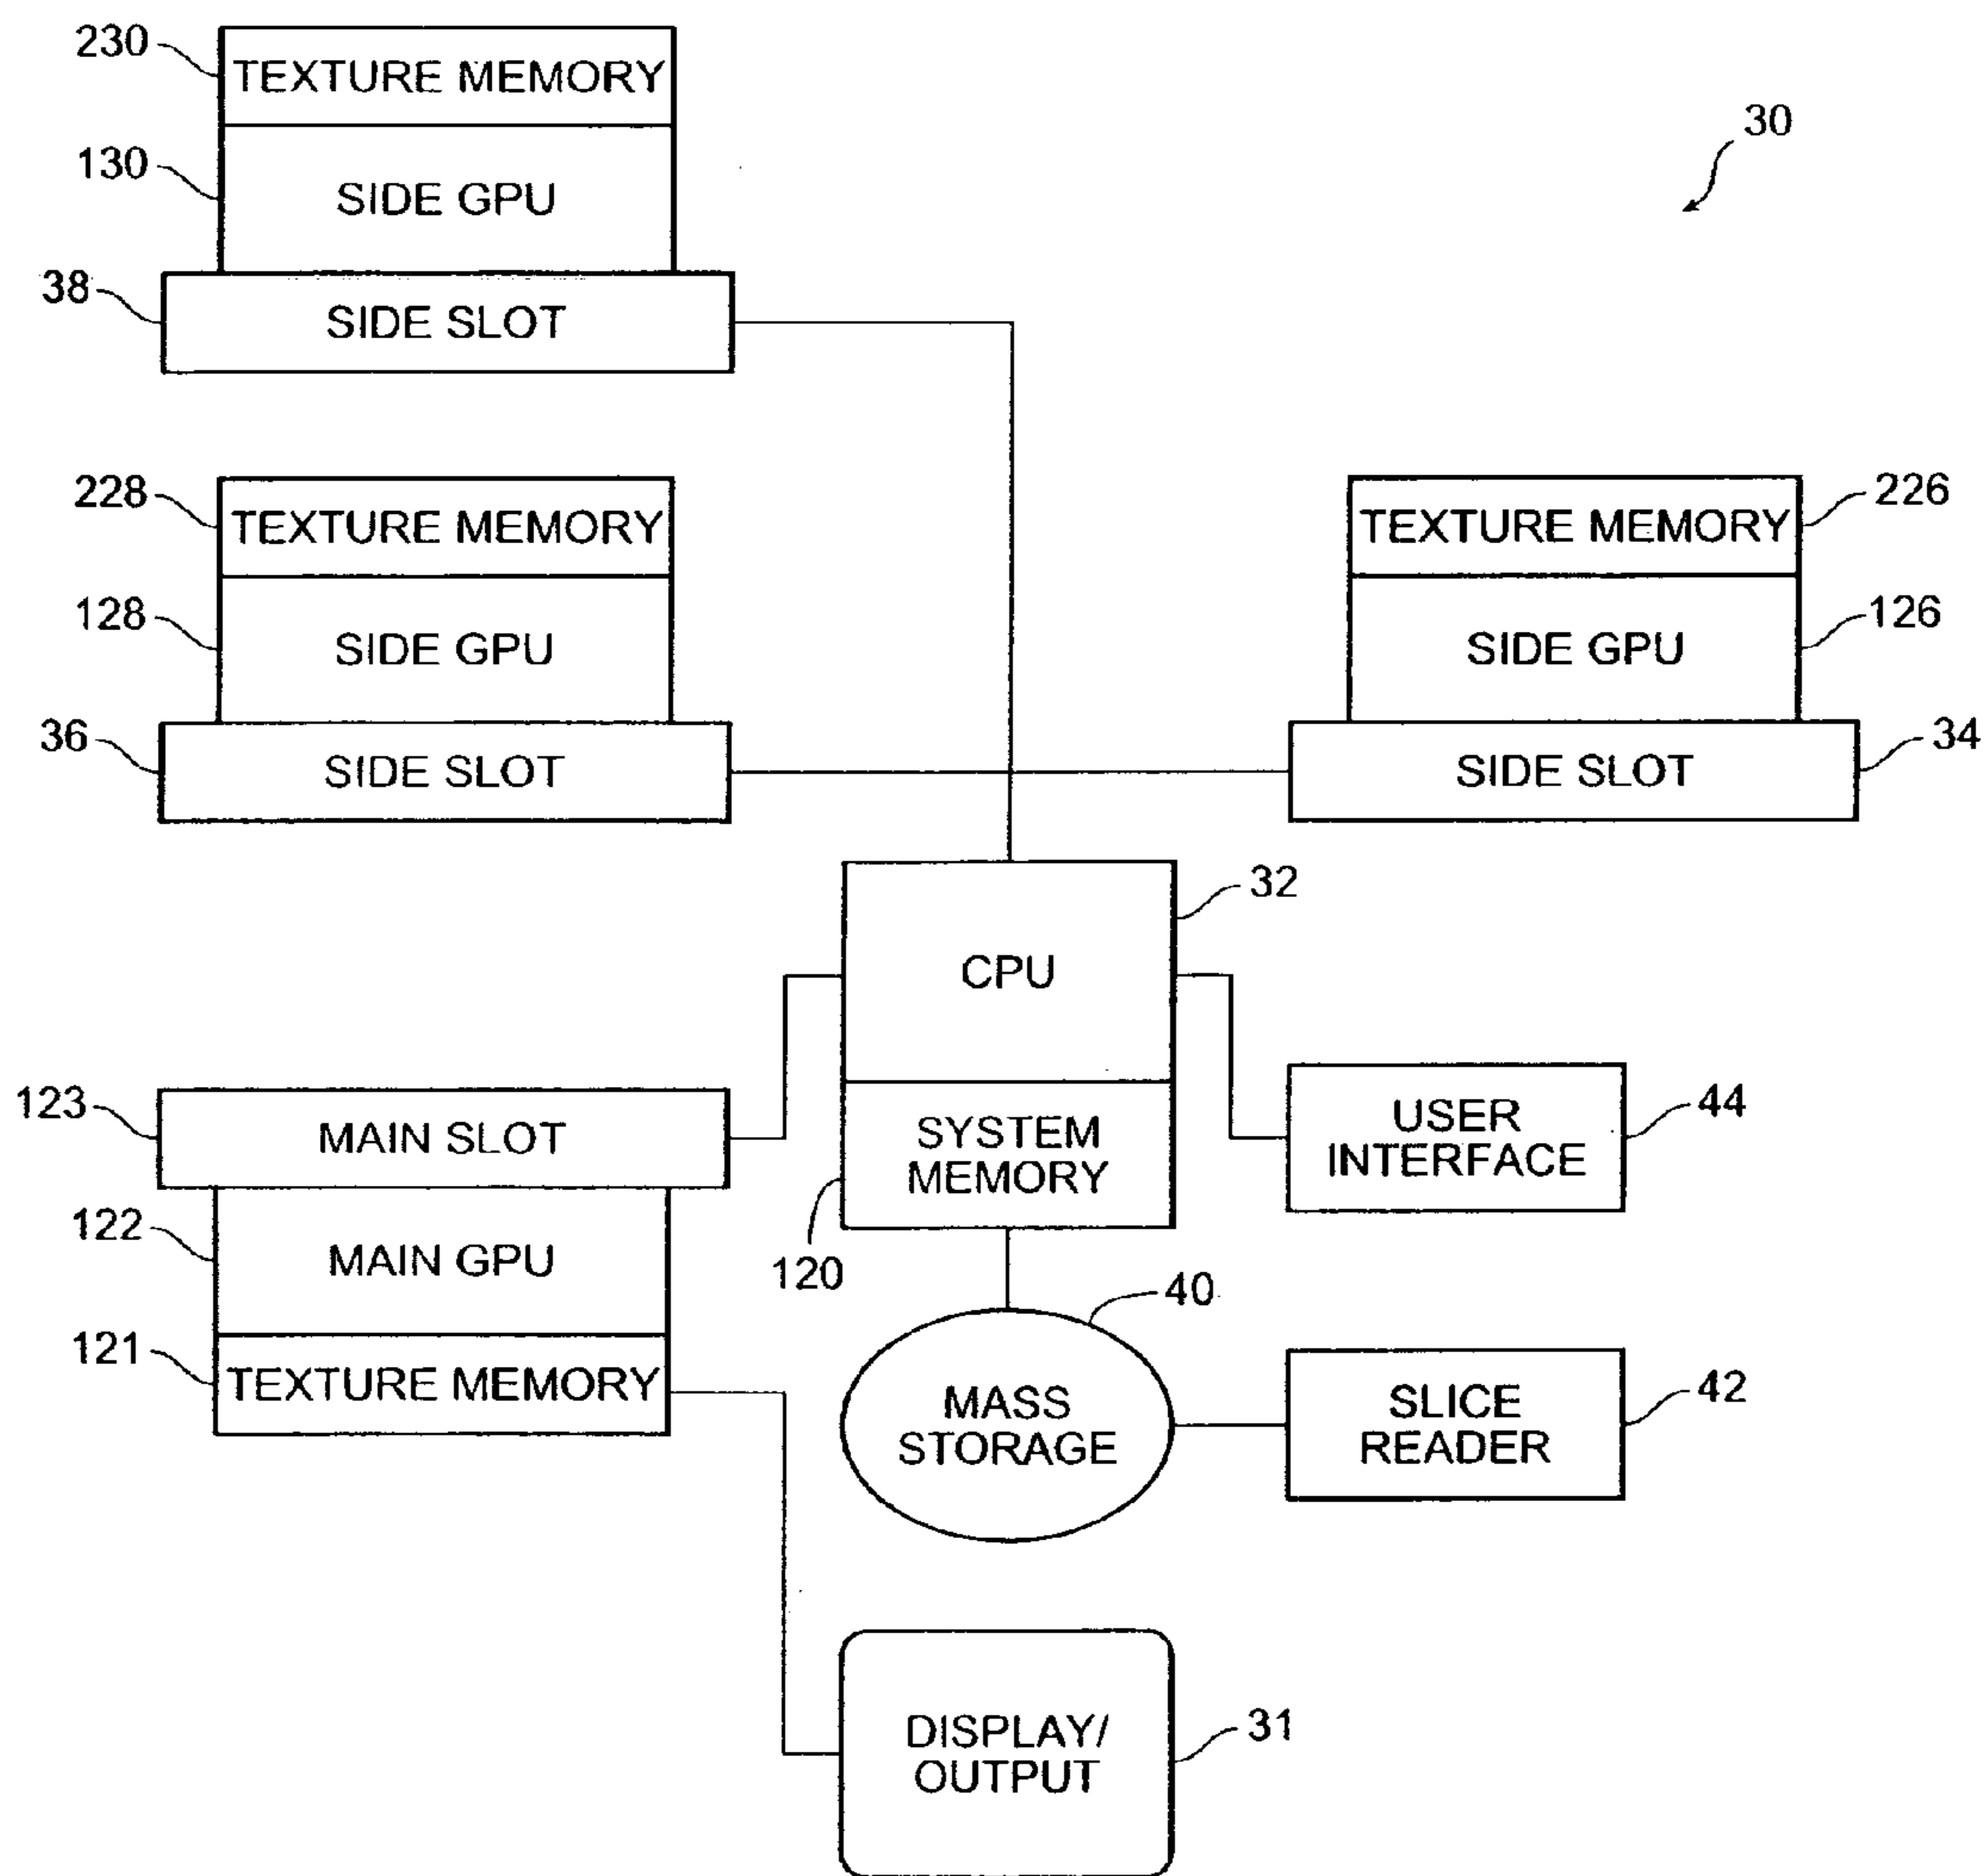 230
TEXTURE MEMORY
30
130
SIDE GPU
38
SIDE SLOT
228
TEXTURE MEMORY
128
SIDE GPU
36
SIDE SLOT
226
TEXTURE MEMORY
126
SIDE GPU
34
SIDE SLOT
32
CPU
SYSTEM
MEMORY
120
123
MAIN SLOT
122
MAIN GPU
121
TEXTURE MEMORY
44
USER
INTERFACE
40
MASS
STORAGE
42
SLICE
READER
31
DISPLAY/
OUTPUT